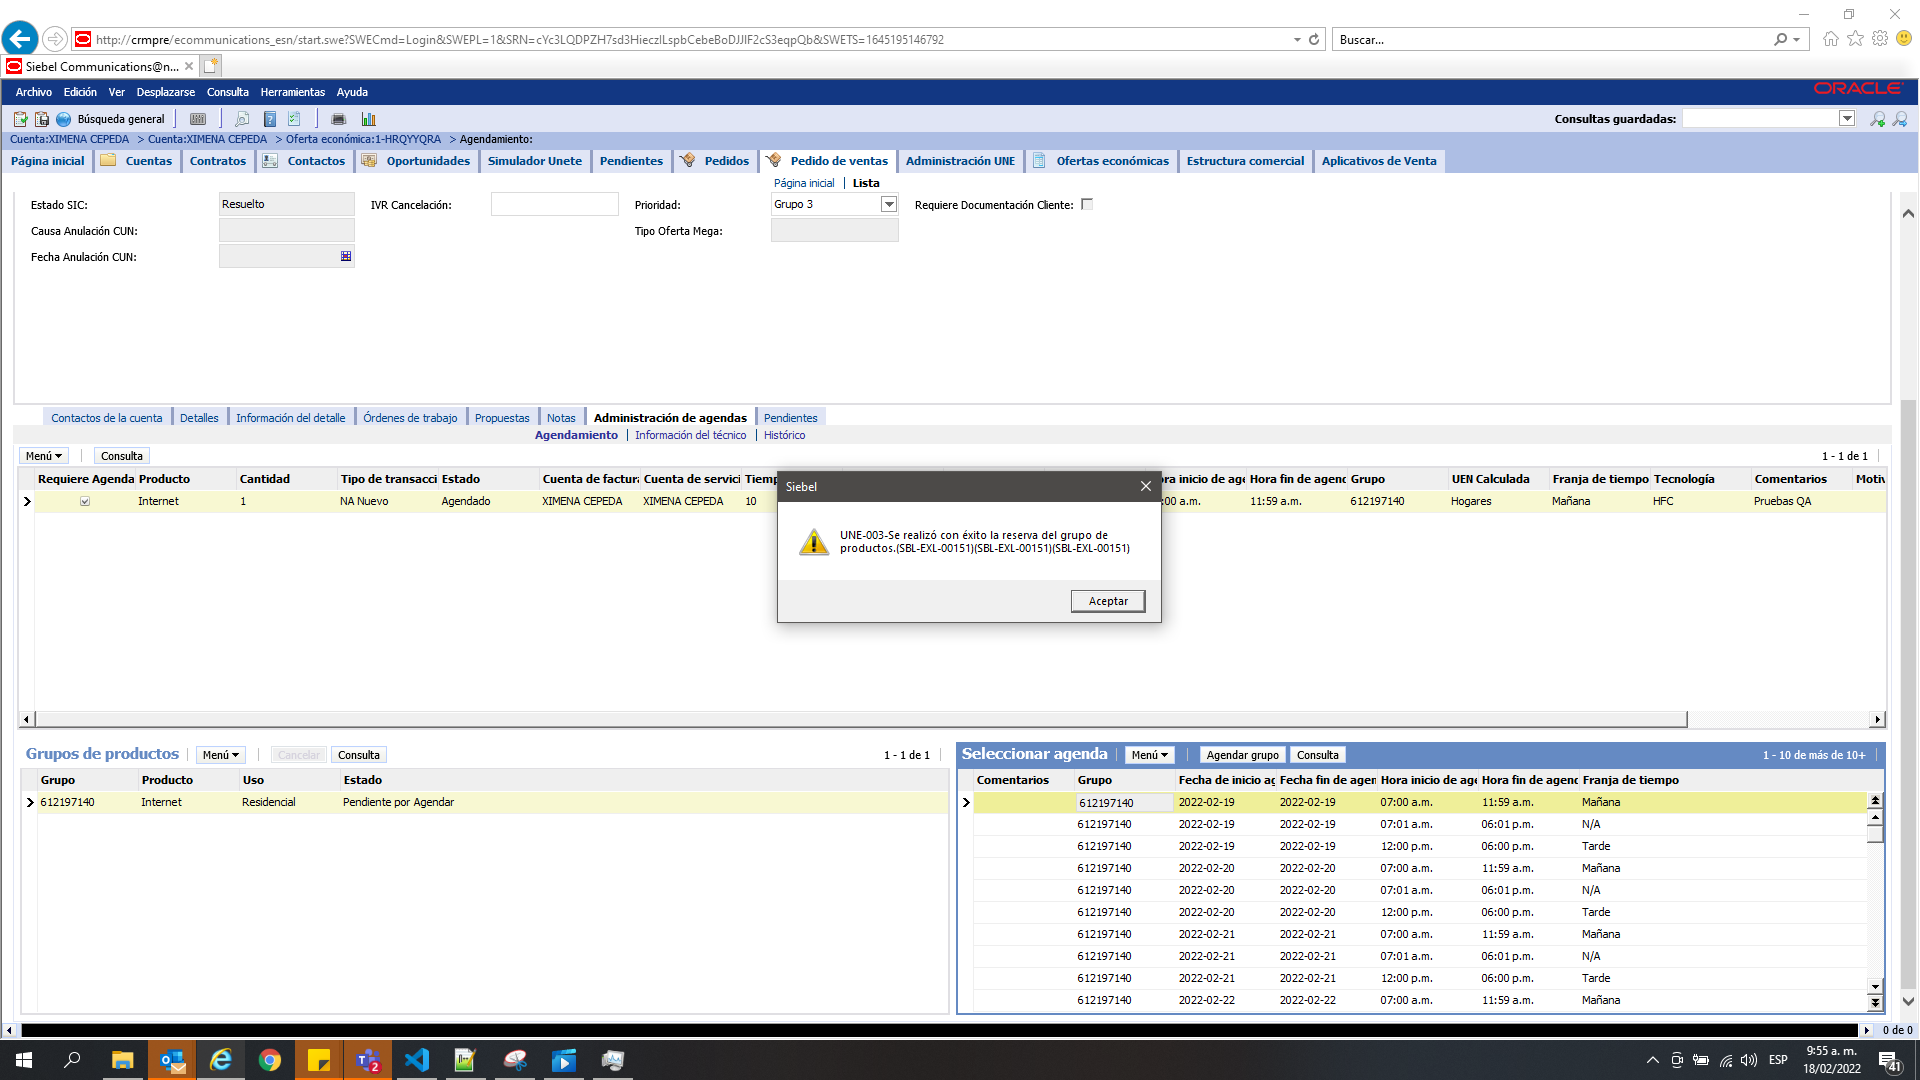 http://crmpre/ecommunications_esn/start.swe?SWECmd=Login&SWEPL=1&SRN=cYc3LQDPZH7sd3HieczILspbCebeBoDJJIF2cS3eqpQb&SWETS=1645195146792
Buscar...
Siebel Communications@n...
Archivo Edición Ver Desplazarse Consulta Herramientas Ayuda
ORACLE
Búsqueda general
Consultas guardadas:
Cuenta:XIMENA CEPEDA > Cuenta:XIMENA CEPEDA > Oferta económica:1-HRQYYQRA > Agendamiento:
Página inicial Cuentas Contratos Contactos Oportunidades Simulador Unete Pendientes Pedidos Pedido de ventas Administración UNE Ofertas económicas Estructura comercial Aplicativos de Venta
Página inicial | Lista
Estado SIC: Resuelto IVR Cancelación: Prioridad: Grupo 3 Requiere Documentación Cliente:
Causa Anulación CUN: Tipo Oferta Mega:
Fecha Anulación CUN:
Contactos de la cuenta Detalles Información del detalle Órdenes de trabajo Propuestas Notas Administración de agendas Pendientes
Agendamiento | Información del técnico | Histórico
Menú Consulta 1 - 1 de 1
Requiere Agenda Producto Cantidad Tipo de transacci Estado Cuenta de factura Cuenta de servici Tiemp ra inicio de age Hora fin de agend Grupo UEN Calculada Franja de tiempo Tecnología Comentarios Motiv
Internet 1 NA Nuevo Agendado XIMENA CEPEDA XIMENA CEPEDA 10 :00 a.m. 11:59 a.m. 612197140 Hogares Mañana HFC Pruebas QA
Siebel
UNE-003-Se realizó con éxito la reserva del grupo de
productos.(SBL-EXL-00151)(SBL-EXL-00151)(SBL-EXL-00151)
Aceptar
Grupos de productos Menú Cancelar Consulta 1 - 1 de 1
Grupo Producto Uso Estado
612197140 Internet Residencial Pendiente por Agendar
Seleccionar agenda Menú Agendar grupo Consulta 1 - 10 de más de 10+
Comentarios Grupo Fecha de inicio ag Fecha fin de agen Hora inicio de age Hora fin de agend Franja de tiempo
612197140 2022-02-19 2022-02-19 07:00 a.m. 11:59 a.m. Mañana
612197140 2022-02-19 2022-02-19 07:01 a.m. 06:01 p.m. N/A
612197140 2022-02-19 2022-02-19 12:00 p.m. 06:00 p.m. Tarde
612197140 2022-02-20 2022-02-20 07:00 a.m. 11:59 a.m. Mañana
612197140 2022-02-20 2022-02-20 07:01 a.m. 06:01 p.m. N/A
612197140 2022-02-20 2022-02-20 12:00 p.m. 06:00 p.m. Tarde
612197140 2022-02-21 2022-02-21 07:00 a.m. 11:59 a.m. Mañana
612197140 2022-02-21 2022-02-21 07:01 a.m. 06:01 p.m. N/A
612197140 2022-02-21 2022-02-21 12:00 p.m. 06:00 p.m. Tarde
612197140 2022-02-22 2022-02-22 07:00 a.m. 11:59 a.m. Mañana
0 de 0
2
ESP
9:55 a. m.
18/02/2022
41